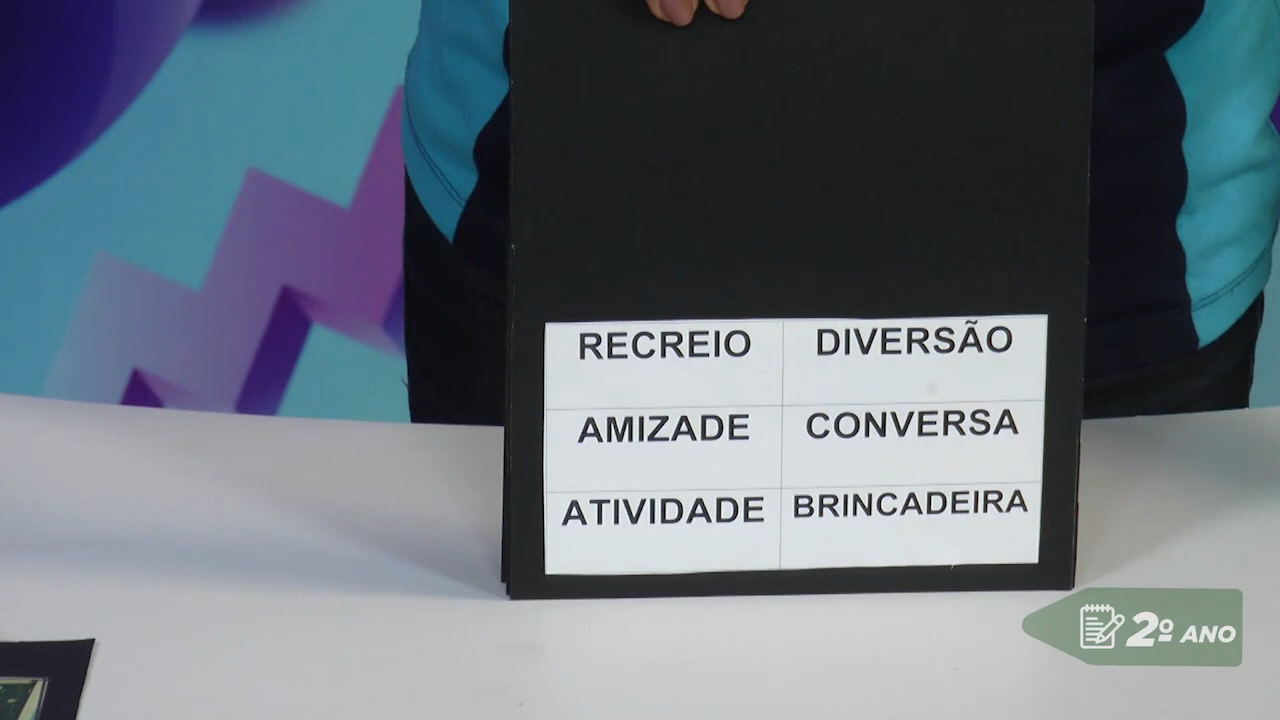 RECREIO DIVERSÃO
AMIZADE CONVERSA
ATIVIDADE BRINCADEIRA
2º ANO